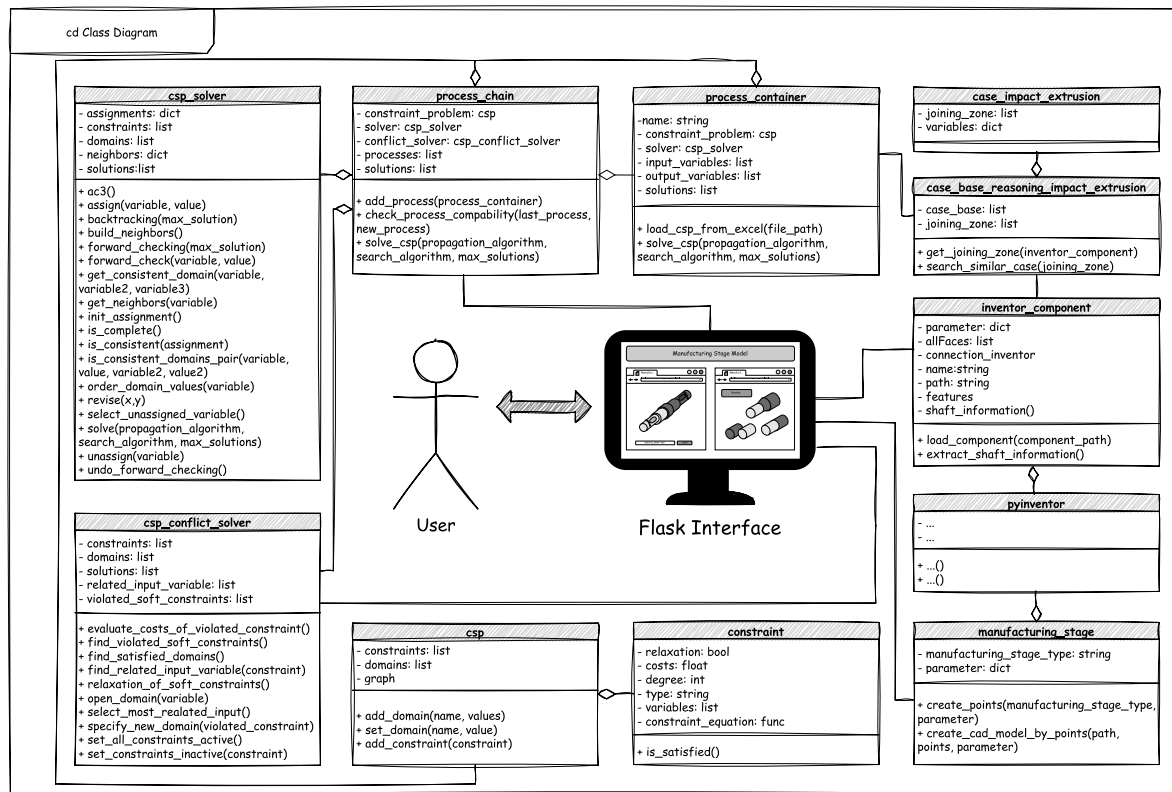 cd Class Diagram
csp_solver
- assignments: dict
- constraints: list
- domains: list
- neighbors: dict
- solutions:list
+ ac3()
+ assign(variable, value)
+ backtracking(max_solution)
+ build_neighbors()
+ forward_checking(max_solution)
+ forward_check(variable, value)
+ get_consistent_domain(variable,
variable2, variable3)
+ get_neighbors(variable)
+ init_assignment()
+ is_complete()
+ is_consistent(assignment)
+ is_consistent_domains_pair(variable,
value, variable2, value2)
+ order_domain_values(variable)
+ revise(x,y)
+ select_unassigned_variable()
+ solve(propagation_algorithm,
search_algorithm, max_solutions)
+ unassign(variable)
+ undo_forward_checking()
process_chain
- constraint_problem: csp
- solver: csp_solver
- conflict_solver: csp_conflict_solver
- processes: list
- solutions: list
+ add_process(process_container)
+ check_process_compability(last_process,
new_process)
+ solve_csp(propagation_algorithm,
search_algorithm, max_solutions)
process_container
-name: string
- constraint_problem: csp
- solver: csp_solver
- input_variables: list
- output_variables: list
- solutions: list
+ load_csp_from_excel(file_path)
+ solve_csp(propagation_algorithm,
search_algorithm, max_solutions)
case_impact_extrusion
- joining_zone: list
- variables: dict
case_base_reasoning_impact_extrusion
- case_base: list
- joining_zone: list
+ get_joining_zone(inventor_component)
+ search_similar_case(joining_zone)
inventor_component
- parameter: dict
- allFaces: list
- connection_inventor
- name:string
- path: string
- features
- shaft_information()
+ load_component(component_path)
+ extract_shaft_information()
pyinventor
- ...
- ...
+ ...()
+ ...()
manufacturing_stage
- manufacturing_stage_type: string
- parameter: dict
+ create_points(manufacturing_stage_type,
parameter)
+ create_cad_model_by_points(path,
points, parameter)
Manufacturing Stage Model
User
Flask Interface
csp_conflict_solver
- constraints: list
- domains: list
- solutions: list
- related_input_variable: list
- violated_soft_constraints: list
+ evaluate_costs_of_violated_constraint()
+ find_violated_soft_constraints()
+ find_satisfied_domains()
+ find_related_input_variable(constraint)
+ relaxation_of_soft_constraints()
+ open_domain(variable)
+ select_most_realated_input()
+ specify_new_domain(violated_constraint)
+ set_all_constraints_active()
+ set_constraints_inactive(constraint)
csp
- constraints: list
- domains: list
- graph
+ add_domain(name, values)
+ set_domain(name, value)
+ add_constraint(constraint)
constraint
- relaxation: bool
- costs: float
- degree: int
- type: string
- variables: list
- constraint_equation: func
+ is_satisfied()